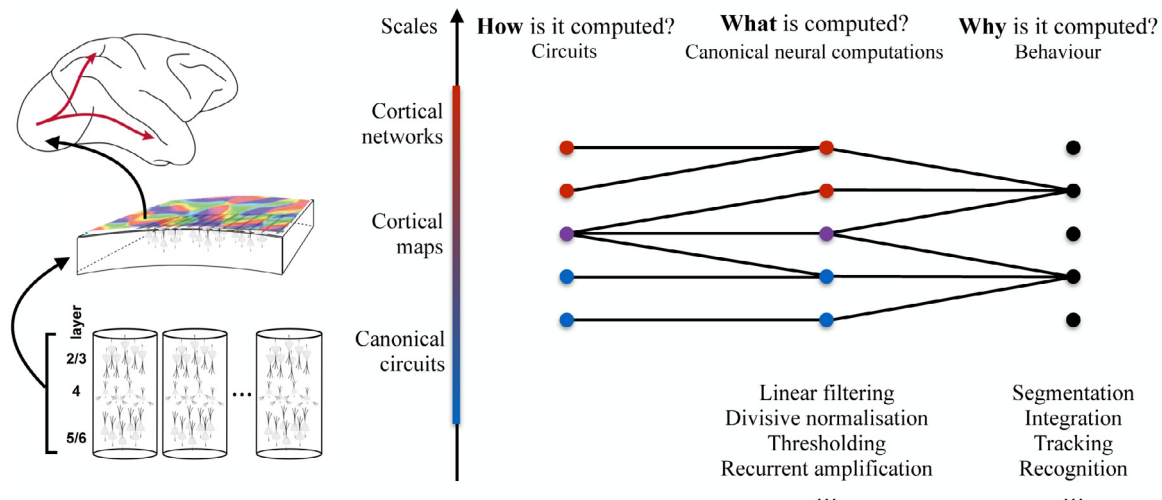 Scales
How is it computed?
Circuits
What is computed?
Canonical neural computations
Why is it computed?
Behaviour
Cortical
networks
Cortical
maps
Canonical
circuits
layer
2/3
4
5/6
...
Linear filtering
Divisive normalisation
Thresholding
Recurrent amplification
...
Segmentation
Integration
Tracking
Recognition
...